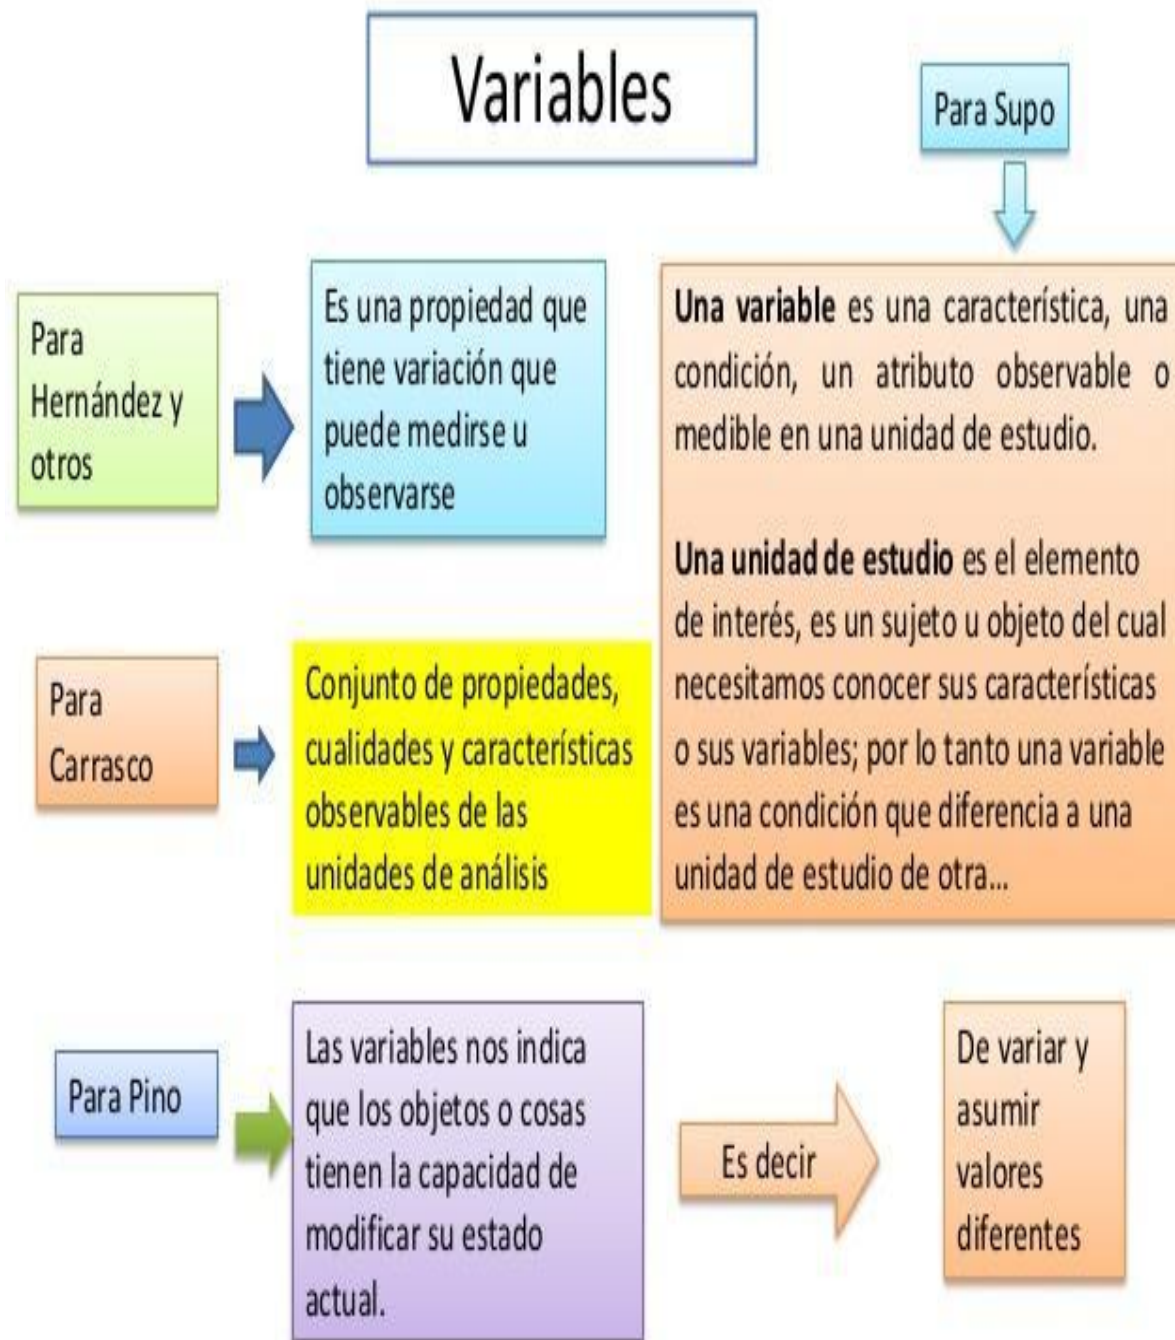 Variables
Para Supo
Para
Hernández y
otros
Es una propiedad que
tiene variación que
puede medirse u
observarse
Una variable es una característica, una
condición, un atributo observable o
medible en una unidad de estudio.
Una unidad de estudio es el elemento
de interés, es un sujeto u objeto del cual
necesitamos conocer sus características
o sus variables; por lo tanto una variable
es una condición que diferencia a una
unidad de estudio de otra...
Para
Carrasco
Conjunto de propiedades,
cualidades y características
observables de las
unidades de análisis
Para Pino
Las variables nos indica
que los objetos o cosas
tienen la capacidad de
modificar su estado
actual.
Es decir
De variar y
asumir
valores
diferentes